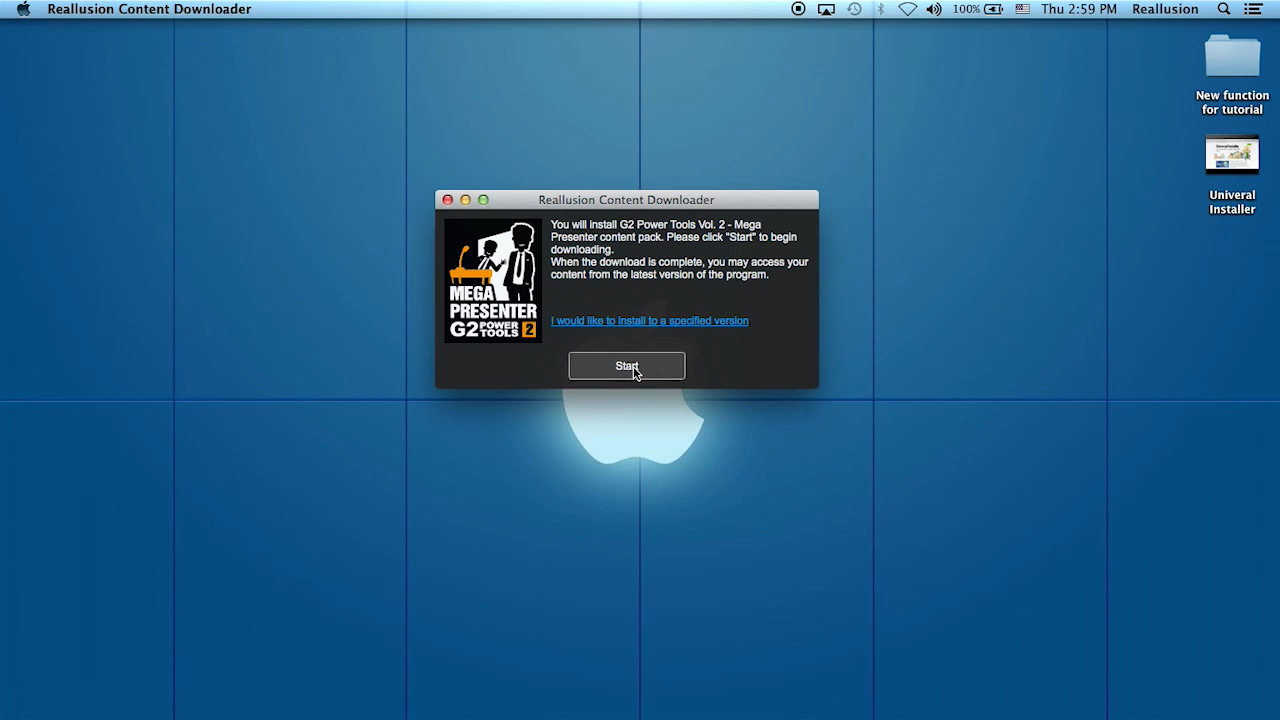 Reallusion Content Downloader
100%
Thu 2:59 PM
Reallusion
New function
for tutorial
Univeral
Installer
Reallusion Content Downloader
You will install G2 Power Tools Vol. 2 - Mega
Presenter content pack. Please click "Start" to begin
downloading.
When the download is complete, you may access your
content from the latest version of the program.
MEGA
PRESENTER
G2 POWER TOOLS 2
I would like to install to a specified version
Start